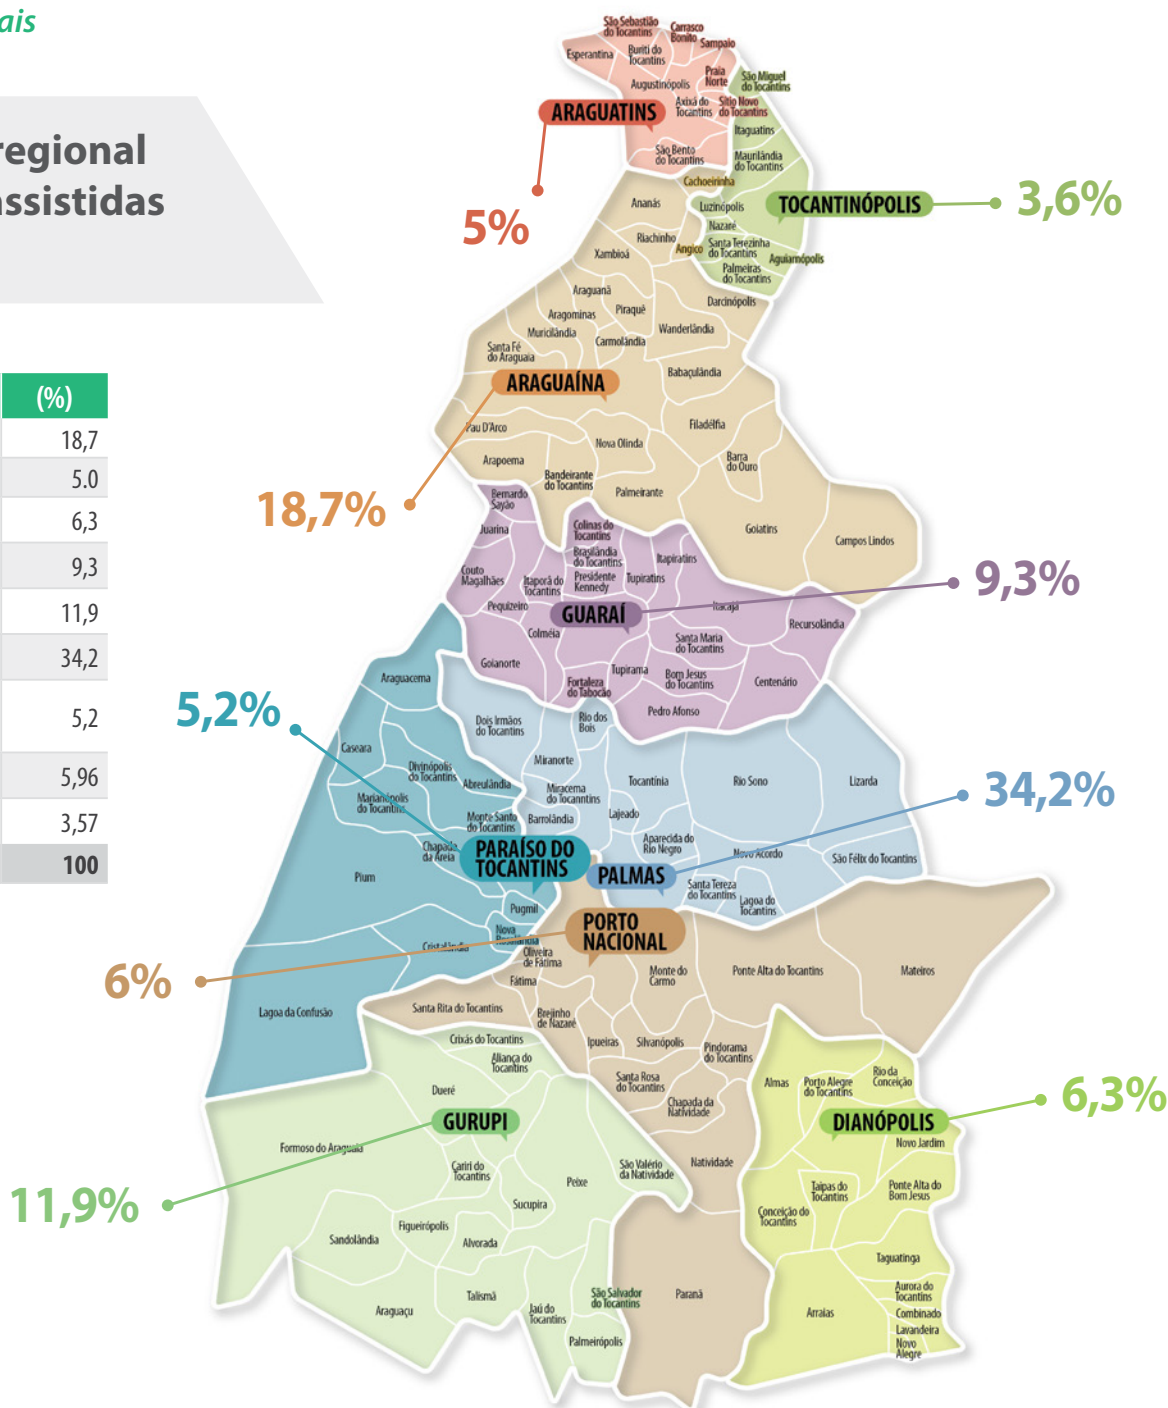 ais
regional
assistidas
(%)
18,7
5.0
6,3
9,3
11,9
34,2
5,2
5,96
3,57
100
São Sebastião
do Tocantins
Carrasco
Bonito
Sampaio
Esperantina
Buriti do
Tocantins
Augustinópolis
Praia
Norte
São Miguel
do Tocantins
ARAGUATINS
Axixá do
Tocantins
Sítio Novo
do Tocantins
Itaguatins
São Bento
do Tocantins
Maurilândia
do Tocantins
5%
Cachoeirinha
Ananás
Luzinópolis
TOCANTINÓPOLIS
3,6%
Nazaré
Riachinho
Angico
Santa Terezinha
do Tocantins
Aguiarnópolis
Xambioá
Palmeiras
do Tocantins
Araguanã
Darcinópolis
Piraquê
Aragominas
Muricilândia
Wanderlândia
Carmolândia
Santa Fé
do Araguaia
ARAGUAÍNA
Babaçulândia
Pau D'Arco
Filadélfia
Nova Olinda
Arapoema
Barra
do Ouro
Bandeirante
do Tocantins
Palmeirante
18,7%
Goiatins
Campos Lindos
Bernardo
Sayão
Juarina
Colinas do
Tocantins
Brasilândia
do Tocantins
Itapiratins
Couto
Magalhães
Itaporã do
Tocantins
Presidente
Kennedy
Tupiratins
9,3%
Pequizeiro
GUARAÍ
Itacajá
Recursolândia
Colméia
Santa Maria
do Tocantins
Goianorte
Tupirama
Bom Jesus
do Tocantins
Centenário
Fortaleza
do Tabocão
Pedro Afonso
Araguacema
5,2%
Dois Irmãos
do Tocantins
Rio dos
Bois
Caseara
Miranorte
Divinópolis
do Tocantins
Abreulândia
Tocantínia
Rio Sono
Lizarda
Marianópolis
do Tocantins
Miracema
do Tocanntins
34,2%
Monte Santo
do Tocantins
Barrolândia
Lajeado
Chapada
da Areia
PARAÍSO DO
TOCANTINS
Aparecida do
Rio Negro
Novo Acordo
São Félix do Tocantins
Pium
PALMAS
Santa Tereza
do Tocantins
Lagoa do
Tocantins
Pugmil
PORTO
NACIONAL
Nova
Rosalândia
Cristalândia
Oliveira
de Fátima
6%
Fátima
Monte do
Carmo
Ponte Alta do Tocantins
Mateiros
Lagoa da Confusão
Santa Rita do Tocantins
Brejinho
de Nazaré
Crixás do Tocantins
Ipueiras
Silvanópolis
Pindorama
do Tocantins
Aliança do
Tocantins
Dueré
Santa Rosa
do Tocantins
Almas
Porto Alegre
do Tocantins
Rio da
Conceição
Chapada da
Natividade
6,3%
GURUPI
DIANÓPOLIS
Formoso do Araguaia
Novo Jardim
Cariri do
Tocantins
São Valério
da Natividade
Natividade
Peixe
Taipas do
Tocantins
Ponte Alta do
Bom Jesus
11,9%
Sucupira
Conceição do
Tocantins
Figueirópolis
Sandolândia
Alvorada
Taguatinga
Talismã
São Salvador
do Tocantins
Paranã
Aurora do
Tocantins
Araguaçu
Jaú do
Tocantins
Arraias
Combinado
Lavandeira
Palmeirópolis
Novo
Alegre